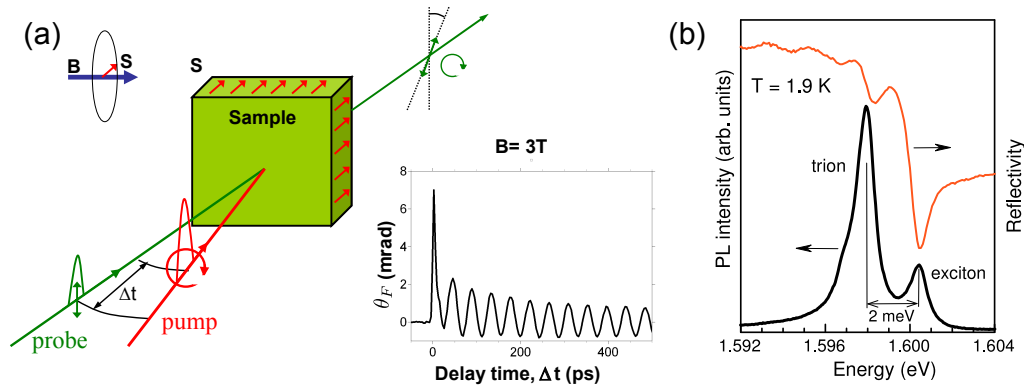 (a)
B
S
S
Sample
Δt
probe
pump
B= 3T
8
6
4
2
0
θF (mrad)
0
200
400
Delay time, Δt (ps)
(b)
T = 1.9 K
trion
exciton
2 meV
PL intensity (arb. units)
Reflectivity
1.592
1.596
1.600
1.604
Energy (eV)